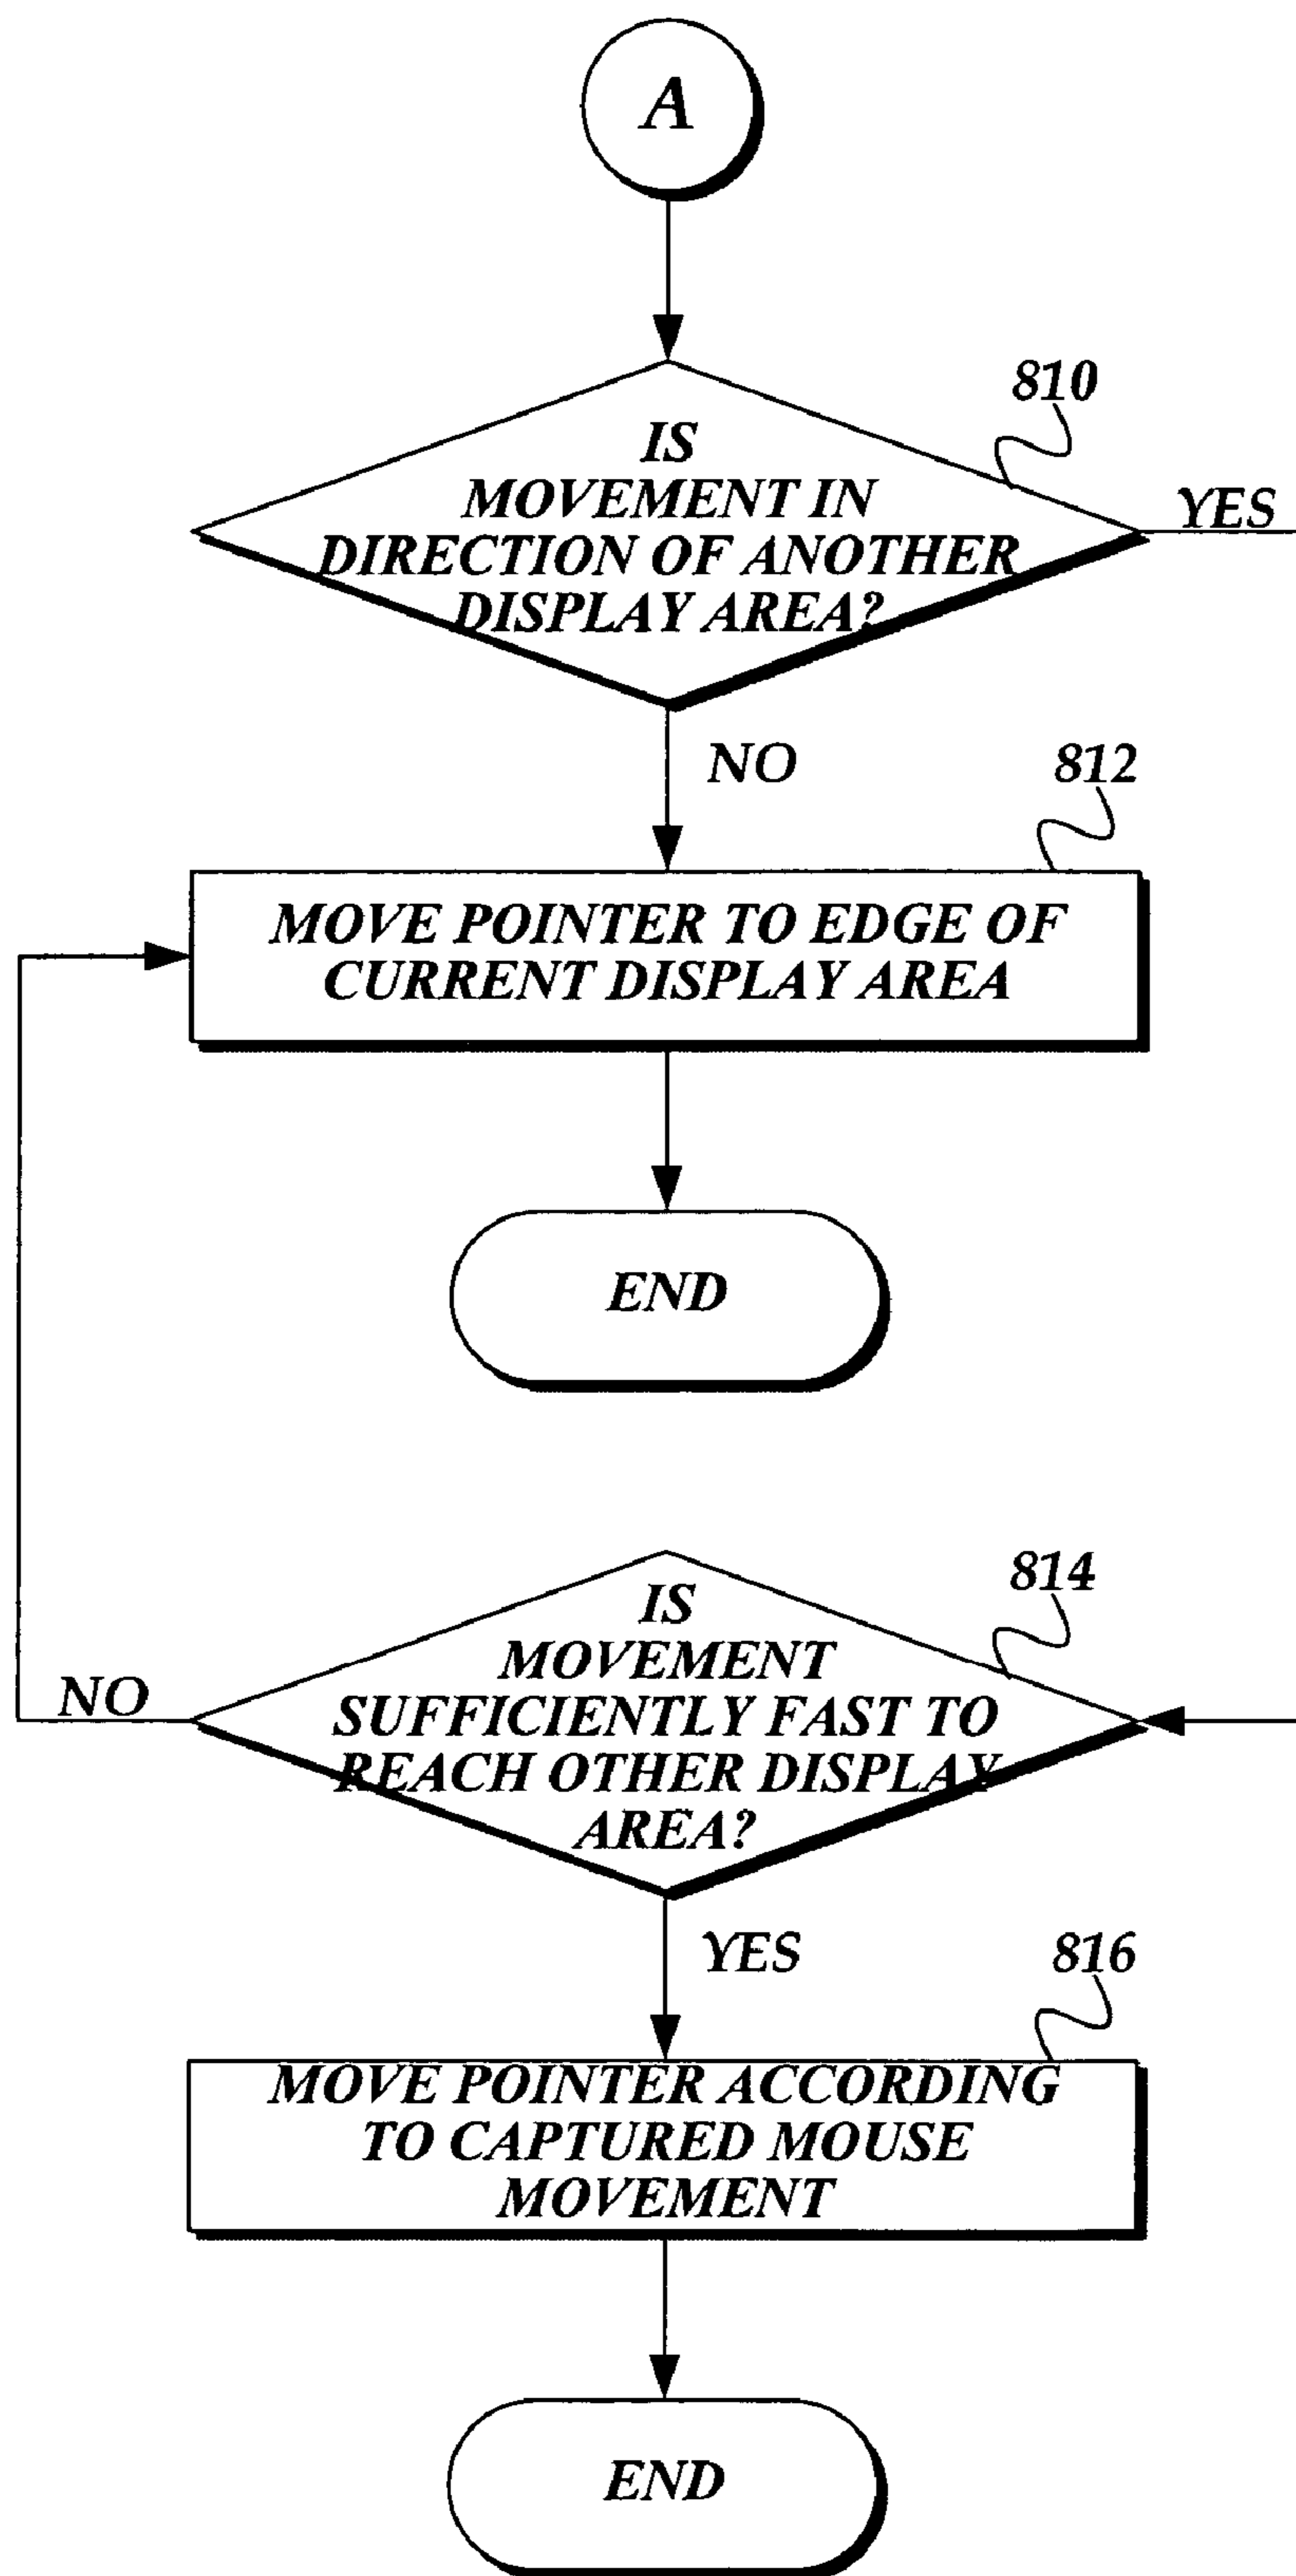 A
810
IS
MOVEMENT IN
DIRECTION OF ANOTHER
DISPLAY AREA?
YES
NO
812
MOVE POINTER TO EDGE OF
CURRENT DISPLAY AREA
END
814
IS
MOVEMENT
SUFFICIENTLY FAST TO
REACH OTHER DISPLAY
AREA?
NO
YES
816
MOVE POINTER ACCORDING
TO CAPTURED MOUSE
MOVEMENT
END